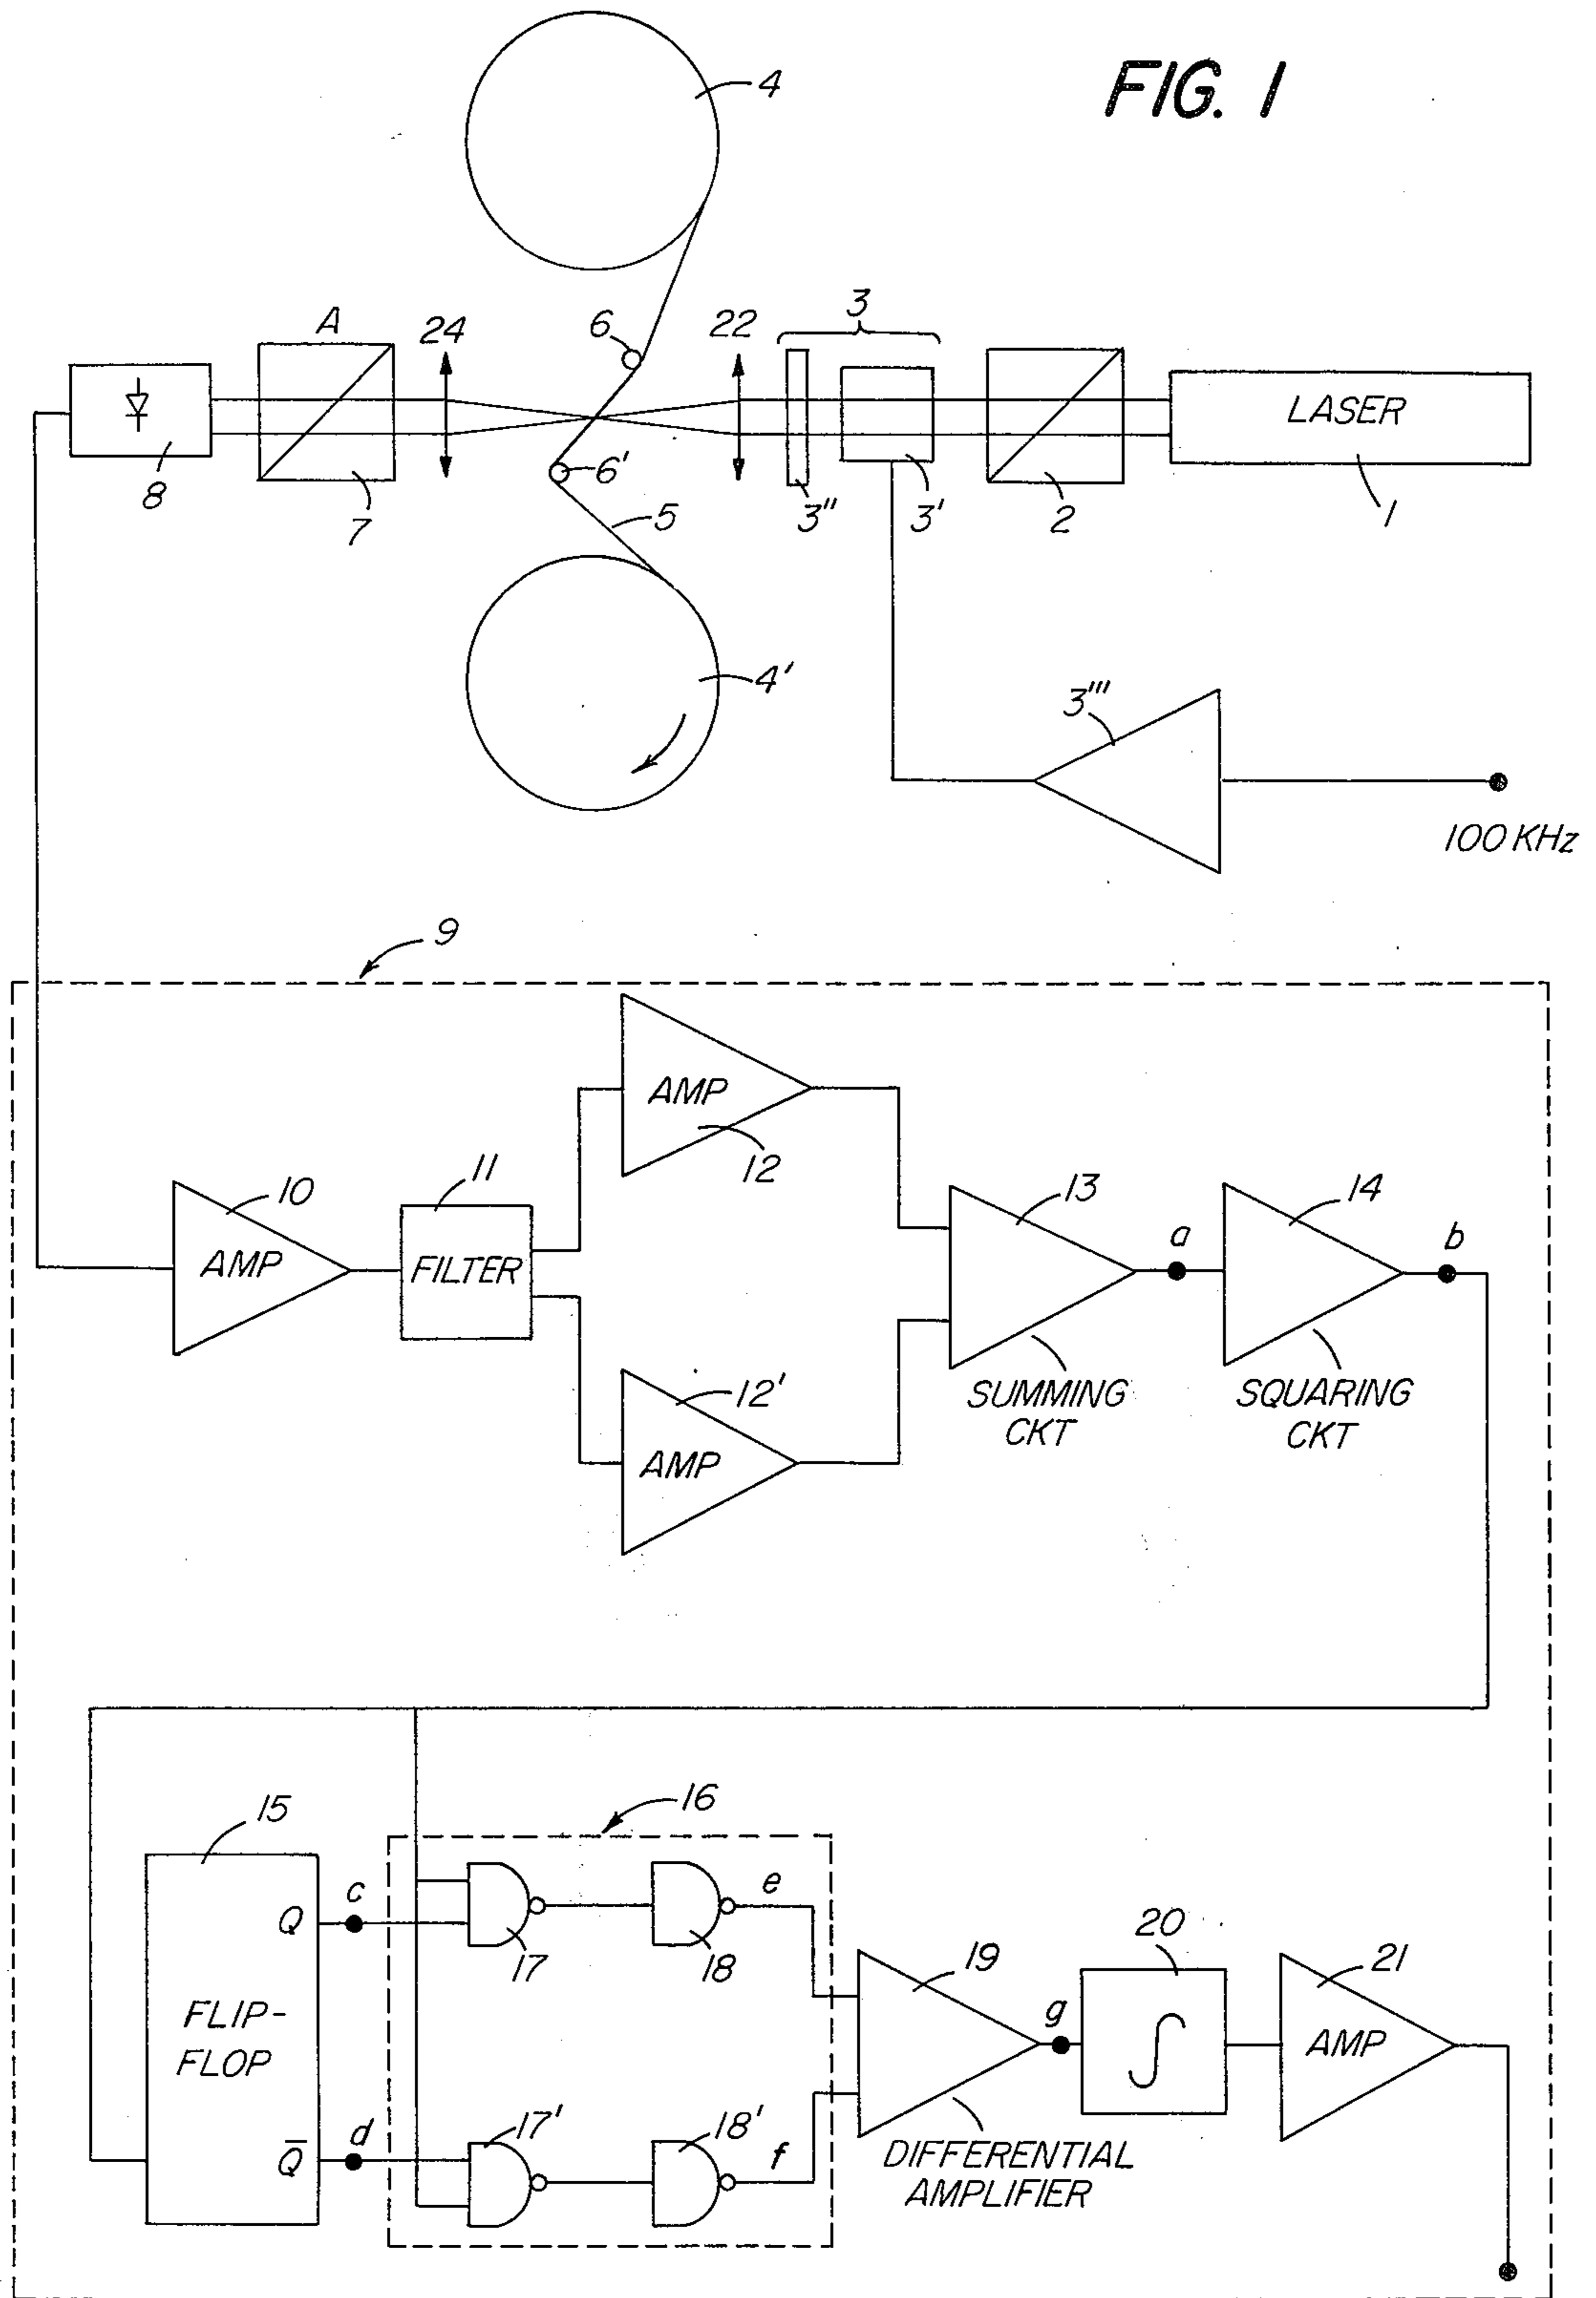 FIG. 1
4
A
24
6
22
3
LASER
8
7
6'
5
3"
3'
2
1
4'
3'''
100 KHz
9
AMP
12
10
AMP
11
FILTER
13
a
14
b
SUMMING
CKT
SQUARING
CKT
12'
AMP
15
16
Q
c
17
18
e
FLIP-
FLOP
19
g
20
∫
21
AMP
Q̅
d
17'
18'
f
DIFFERENTIAL
AMPLIFIER